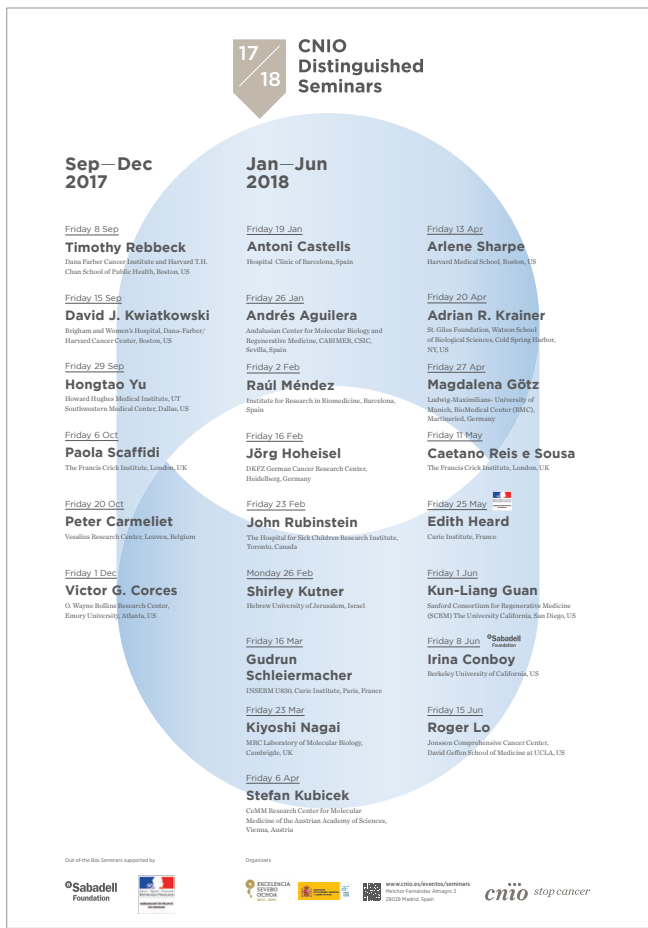 17
18
CNIO
Distinguished
Seminars
Sep—Dec
2017
Friday 8 Sep
Timothy Rebbeck
Dana Farber Cancer Institute and Harvard T.H.
Chan School of Public Health, Boston, US
Friday 15 Sep
David J. Kwiatkowski
Brigham and Women's Hospital, Dana-Farber/
Harvard Cancer Center, Boston, US
Friday 29 Sep
Hongtao Yu
Howard Hughes Medical Institute, UT
Southwestern Medical Center, Dallas, US
Friday 6 Oct
Paola Scaffidi
The Francis Crick Institute, London, UK
Friday 20 Oct
Peter Carmeliet
Vesalius Research Center, Leuven, Belgium
Friday 1 Dec
Victor G. Corces
O. Wayne Rollins Research Center,
Emory University, Atlanta, US
Jan—Jun
2018
Friday 19 Jan
Antoni Castells
Hospital Clinic of Barcelona, Spain
Friday 26 Jan
Andrés Aguilera
Andalusian Center for Molecular Biology and
Regenerative Medicine, CABIMER, CSIC,
Sevilla, Spain
Friday 2 Feb
Raúl Méndez
Institute for Research in Biomedicine, Barcelona,
Spain
Friday 16 Feb
Jörg Hoheisel
DKFZ German Cancer Research Center,
Heidelberg, Germany
Friday 23 Feb
John Rubinstein
The Hospital for Sick Children Research Institute,
Toronto, Canada
Monday 26 Feb
Shirley Kutner
Hebrew University of Jerusalem, Israel
Friday 16 Mar
Gudrun
Schleiermacher
INSERM U830, Curie Institute, Paris, France
Friday 23 Mar
Kiyoshi Nagai
MRC Laboratory of Molecular Biology,
Cambrigde, UK
Friday 6 Apr
Stefan Kubicek
CeMM Research Center for Molecular
Medicine of the Austrian Academy of Sciences,
Vienna, Austria
Friday 13 Apr
Arlene Sharpe
Harvard Medical School, Boston, US
Friday 20 Apr
Adrian R. Krainer
St. Giles Foundation, Watson School
of Biological Sciences, Cold Spring Harbor,
NY, US
Friday 27 Apr
Magdalena Götz
Ludwig-Maximilians- University of
Munich, BioMedical Center (BMC),
Martinsried, Germany
Friday 11 May
Caetano Reis e Sousa
The Francis Crick Institute, London, UK
Friday 25 May
Edith Heard
Curie Institute, France
Friday 1 Jun
Kun-Liang Guan
Sanford Consortium for Regenerative Medicine
(SCRM) The University California, San Diego, US
Friday 8 Jun
Sabadell
Foundation
Irina Conboy
Berkeley University of California, US
Friday 15 Jun
Roger Lo
Jonsson Comprehensive Cancer Center,
David Geffen School of Medicine at UCLA, US
Out-of-the Box Seminars supported by
Sabadell
Foundation
Organisers
EXCELENCIA
SEVERO
OCHOA
www.cnio.es/eventos/seminars
Melchor Fernández Almagro 3
28029 Madrid, Spain
cnio stop cancer